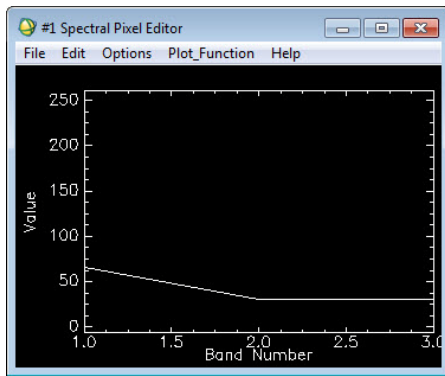 #1 Spectral Pixel Editor
File Edit Options Plot_Function Help
250
200
150
100
50
0
Value
1.0 1.5 2.0 2.5 3.0
Band Number